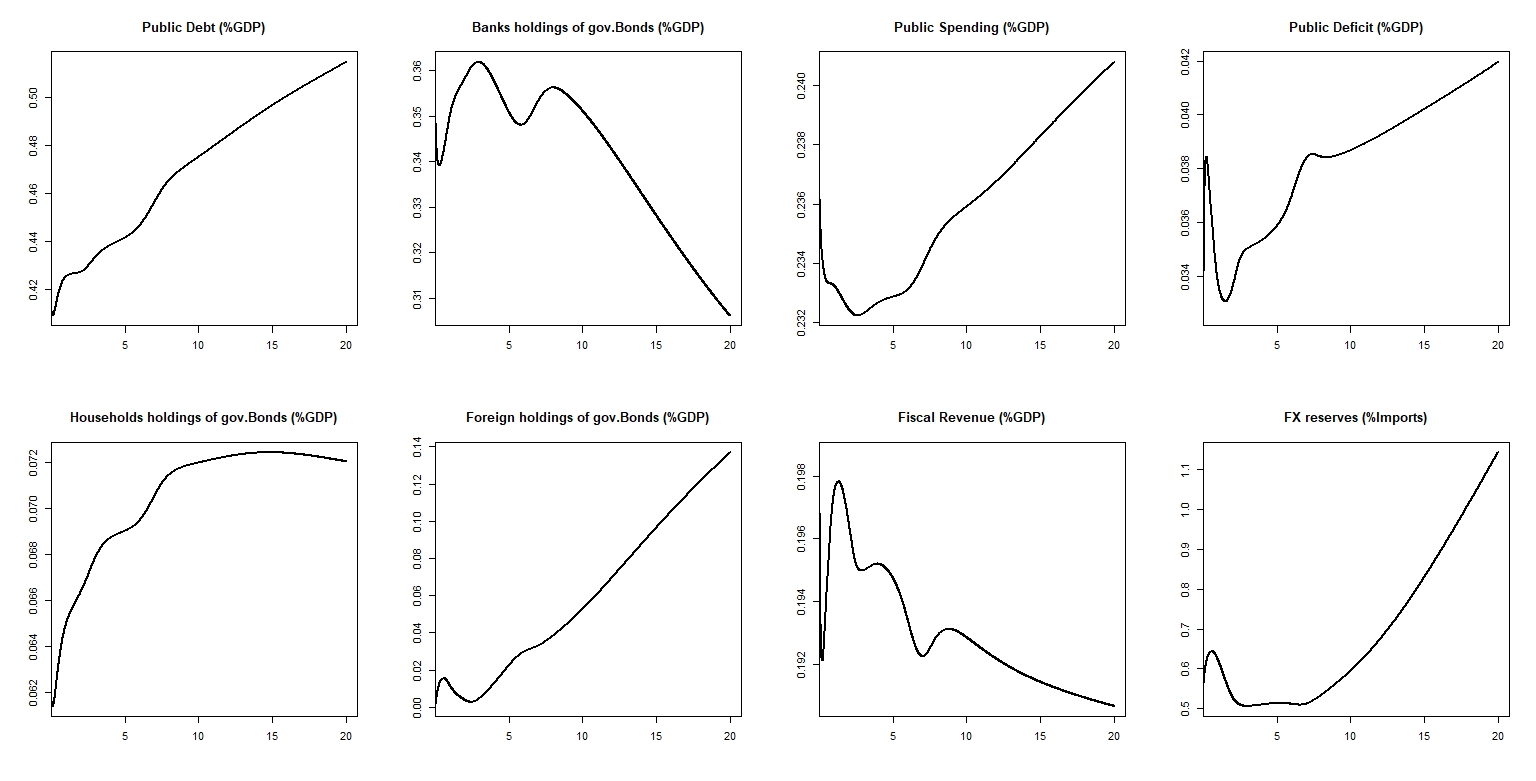 Public Debt (%GDP)
0.50
0.48
0.46
0.44
0.42
5 10 15 20
Banks holdings of gov.Bonds (%GDP)
0.36
0.35
0.34
0.33
0.32
0.31
5 10 15 20
Public Spending (%GDP)
0.240
0.238
0.236
0.234
0.232
5 10 15 20
Public Deficit (%GDP)
0.042
0.040
0.038
0.036
0.034
5 10 15 20
Households holdings of gov.Bonds (%GDP)
0.072
0.070
0.068
0.066
0.064
0.062
5 10 15 20
Foreign holdings of gov.Bonds (%GDP)
0.14
0.12
0.10
0.08
0.06
0.04
0.02
0.00
5 10 15 20
Fiscal Revenue (%GDP)
0.198
0.196
0.194
0.192
5 10 15 20
FX reserves (%Imports)
1.1
1.0
0.9
0.8
0.7
0.6
0.5
5 10 15 20